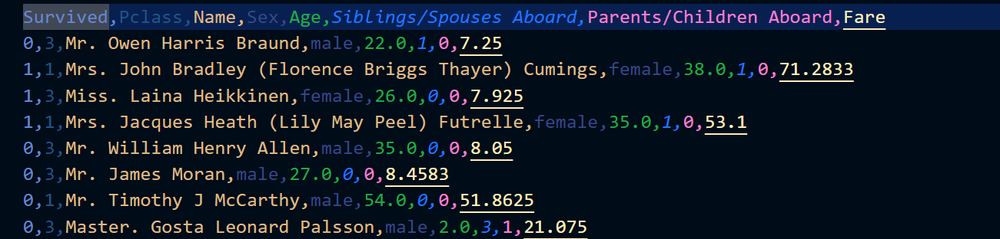 Survived,Pclass,Name,Sex,Age,Siblings/Spouses Aboard,Parents/Children Aboard,Fare
0,3,Mr. Owen Harris Braund,male,22.0,1,0,7.25
1,1,Mrs. John Bradley (Florence Briggs Thayer) Cumings,female,38.0,1,0,71.2833
1,3,Miss. Laina Heikkinen,female,26.0,0,0,7.925
1,1,Mrs. Jacques Heath (Lily May Peel) Futrelle,female,35.0,1,0,53.1
0,3,Mr. William Henry Allen,male,35.0,0,0,8.05
0,3,Mr. James Moran,male,27.0,0,0,8.4583
0,1,Mr. Timothy J McCarthy,male,54.0,0,0,51.8625
0,3,Master. Gosta Leonard Palsson,male,2.0,3,1,21.075